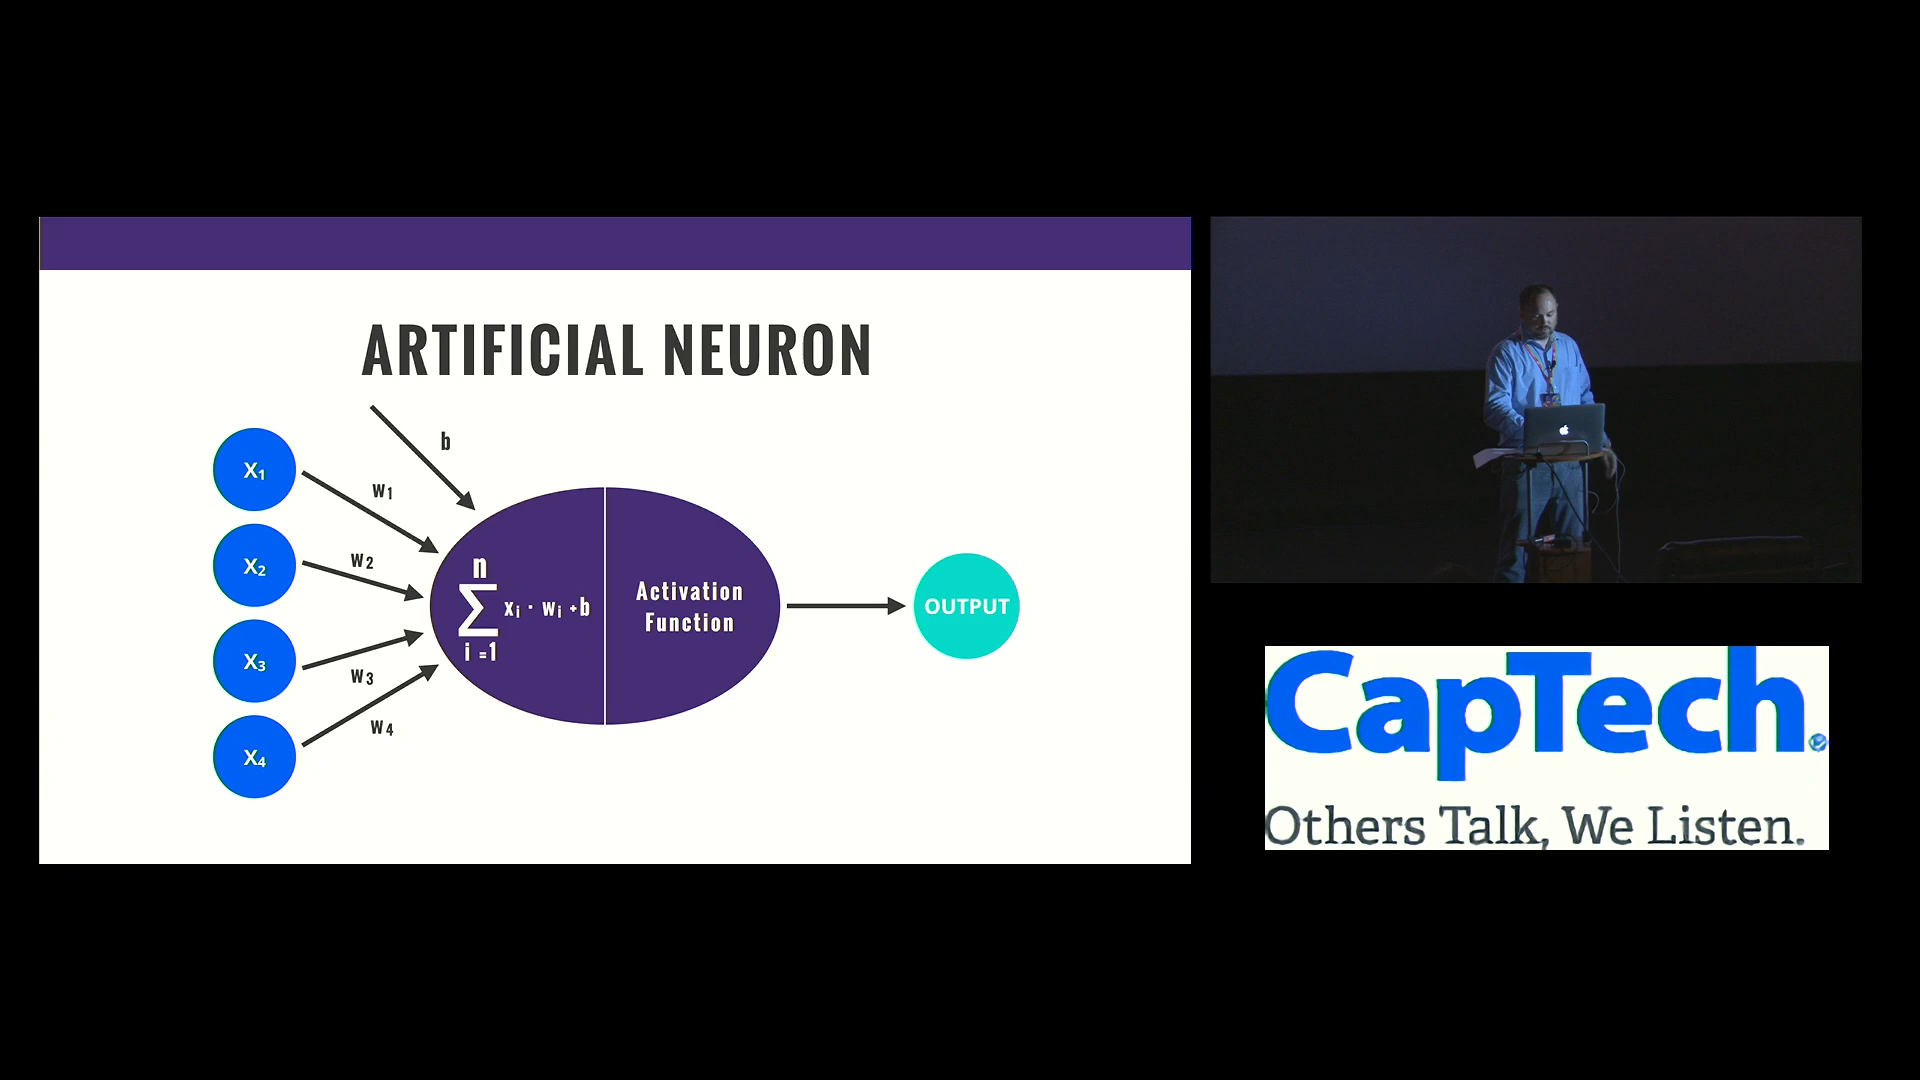 ARTIFICIAL NEURON
b
X₁
W₁
X₂
W₂
X₃
W₃
X₄
W₄
n
∑ xᵢ · wᵢ +b
i =1
Activation
Function
OUTPUT
CapTech
Others Talk, We Listen.